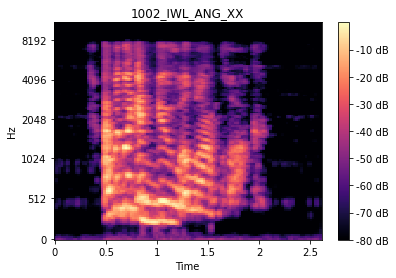 1002_IWL_ANG_XX
8192
4096
2048
1024
512
0
Hz
0 0.5 1 1.5 2 2.5
Time
-10 dB
-20 dB
-30 dB
-40 dB
-50 dB
-60 dB
-70 dB
-80 dB